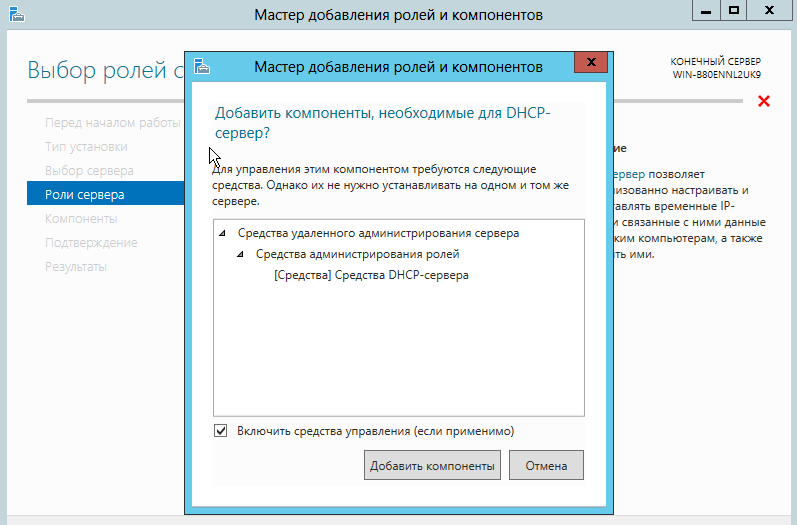 Мастер добавления ролей и компонентов
Выбор ролей с
КОНЕЧНЫЙ СЕРВЕР
WIN-B80ENNL2UK9
Перед началом работы
Тип установки
Выбор сервера
Роли сервера
Компоненты
Подтверждение
Результаты
Мастер добавления ролей и компонентов
Добавить компоненты, необходимые для DHCP-
сервер?
Для управления этим компонентом требуются следующие
средства. Однако их не нужно устанавливать на одном и том же
сервере.
Средства удаленного администрирования сервера
Средства администрирования ролей
[Средства] Средства DHCP-сервера
Включить средства управления (если применимо)
Добавить компоненты
Отмена
ие
ервер позволяет
лизованно настраивать и
тавлять временные IP-
и связанные с ними данные
ким компьютерам, а также
ть ими.